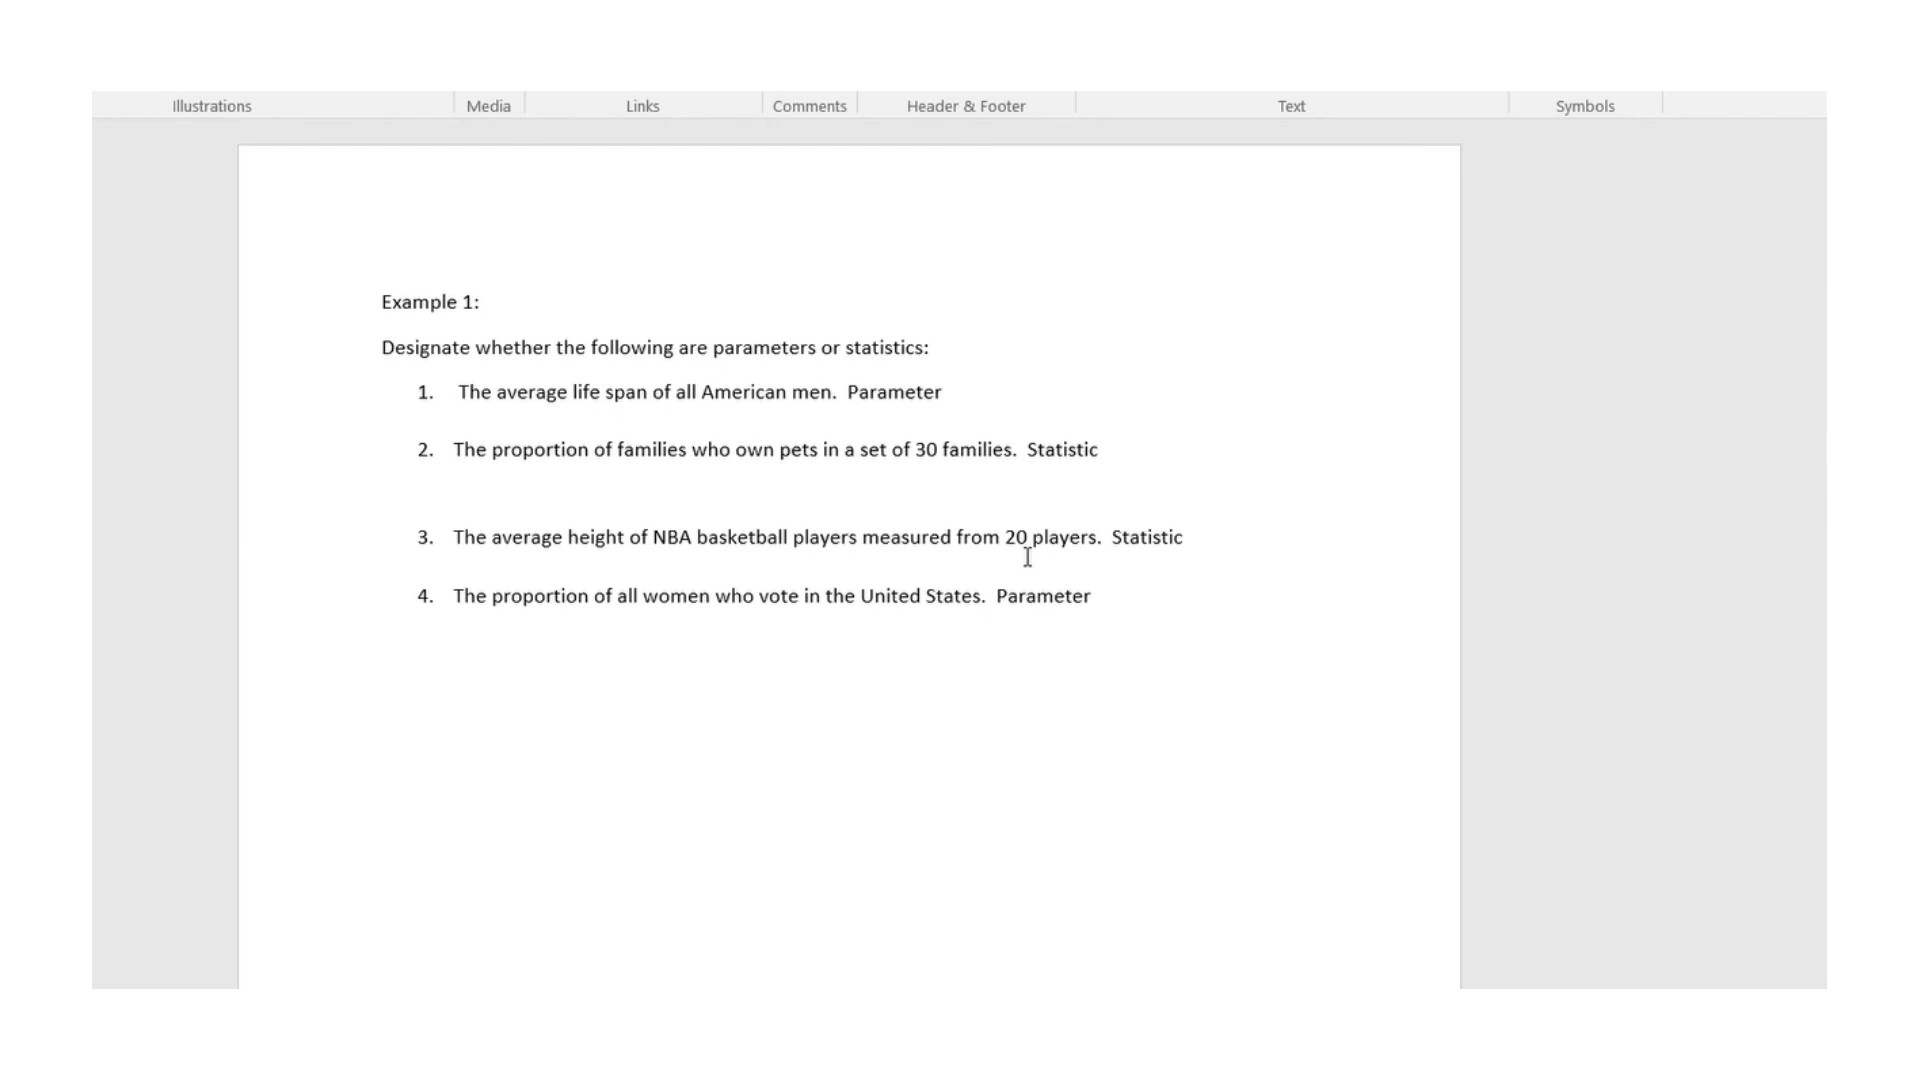 Illustrations Media Links Comments Header & Footer Text Symbols
Example 1:
Designate whether the following are parameters or statistics:
1. The average life span of all American men. Parameter
2. The proportion of families who own pets in a set of 30 families. Statistic
3. The average height of NBA basketball players measured from 20 players. Statistic
4. The proportion of all women who vote in the United States. Parameter